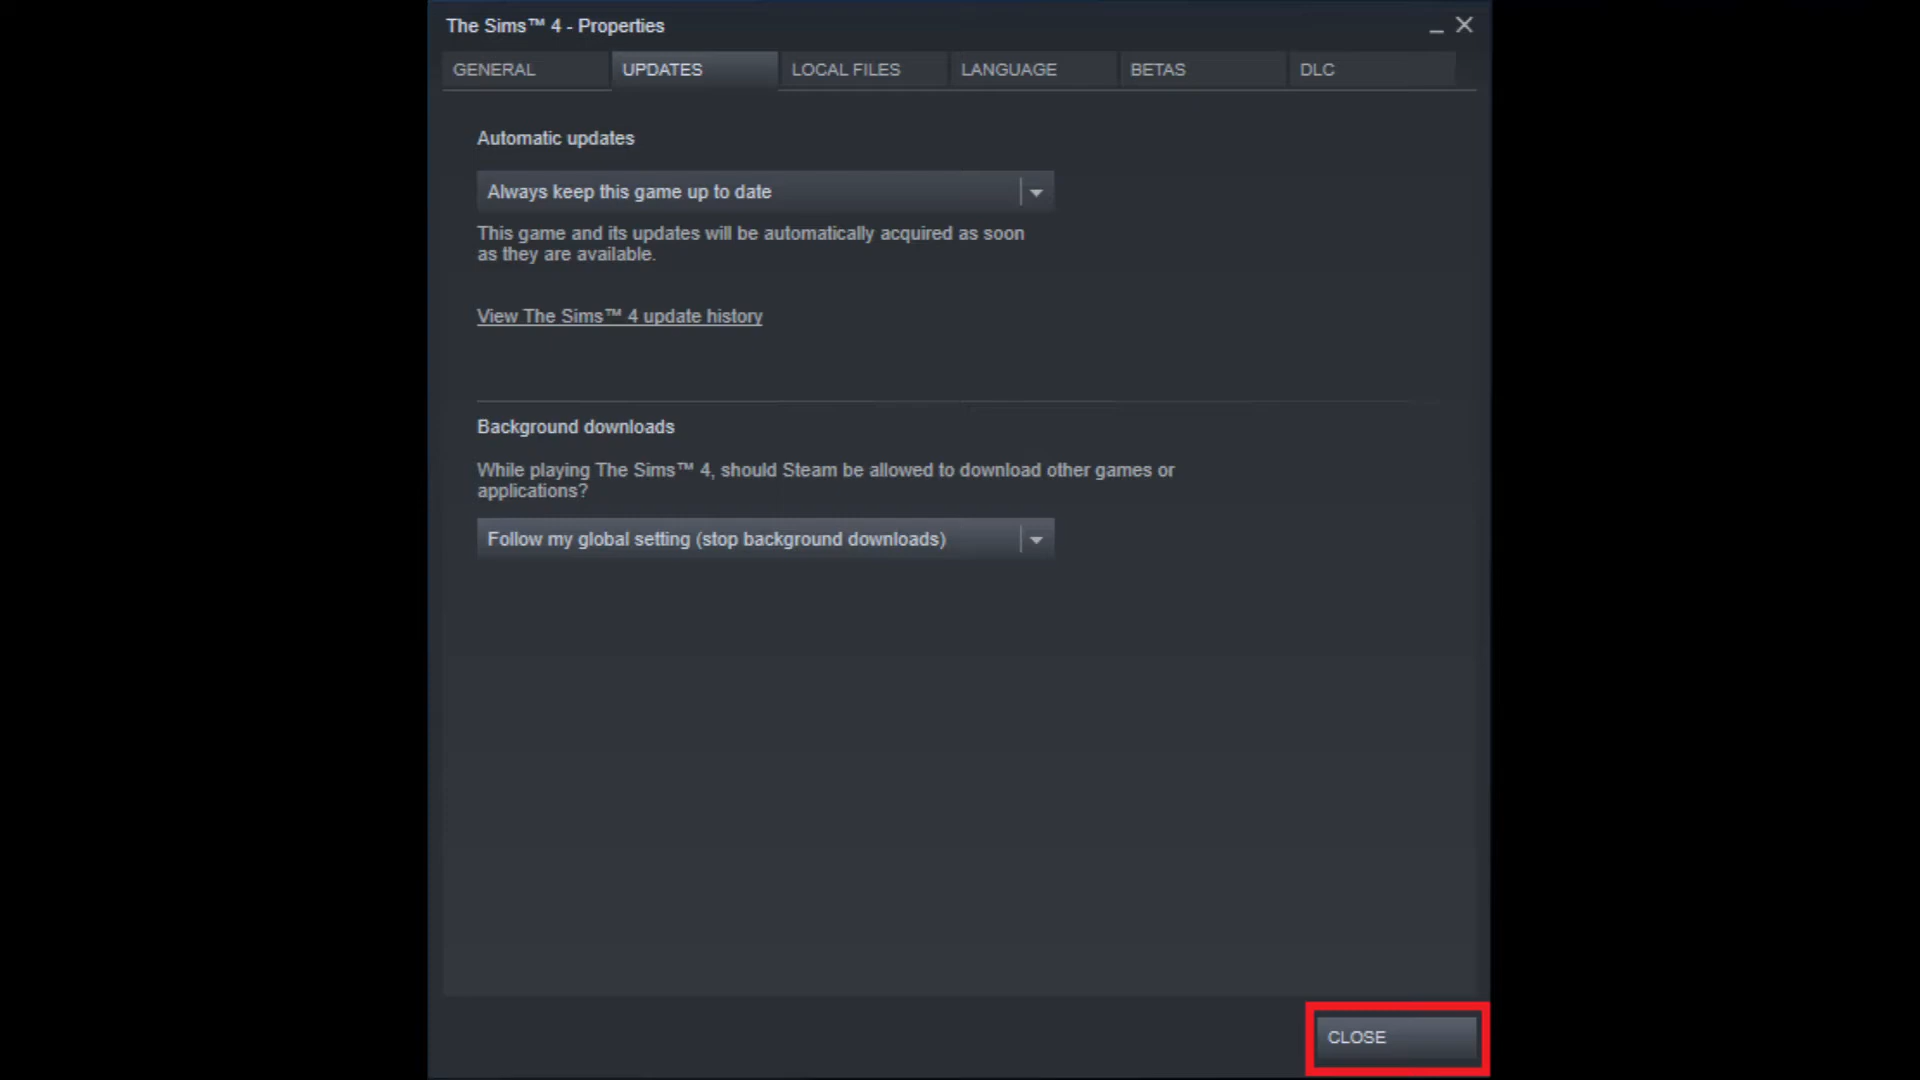 The Sims™ 4 - Properties
GENERAL UPDATES LOCAL FILES LANGUAGE BETAS DLC
Automatic updates
Always keep this game up to date
This game and its updates will be automatically acquired as soon
as they are available.
View The Sims™ 4 update history
Background downloads
While playing The Sims™ 4, should Steam be allowed to download other games or
applications?
Follow my global setting (stop background downloads)
CLOSE